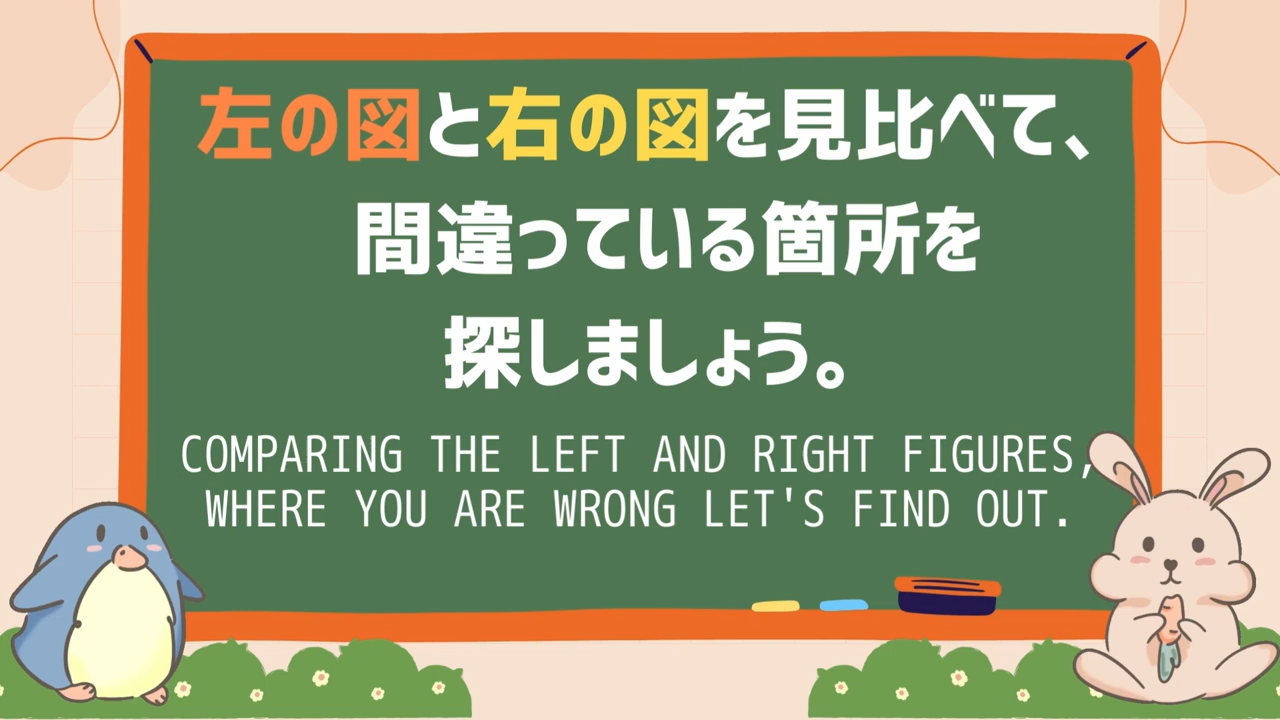 左の図と右の図を見比べて、
間違っている箇所を
探しましょう。
COMPARING THE LEFT AND RIGHT FIGURES,
WHERE YOU ARE WRONG LET'S FIND OUT.